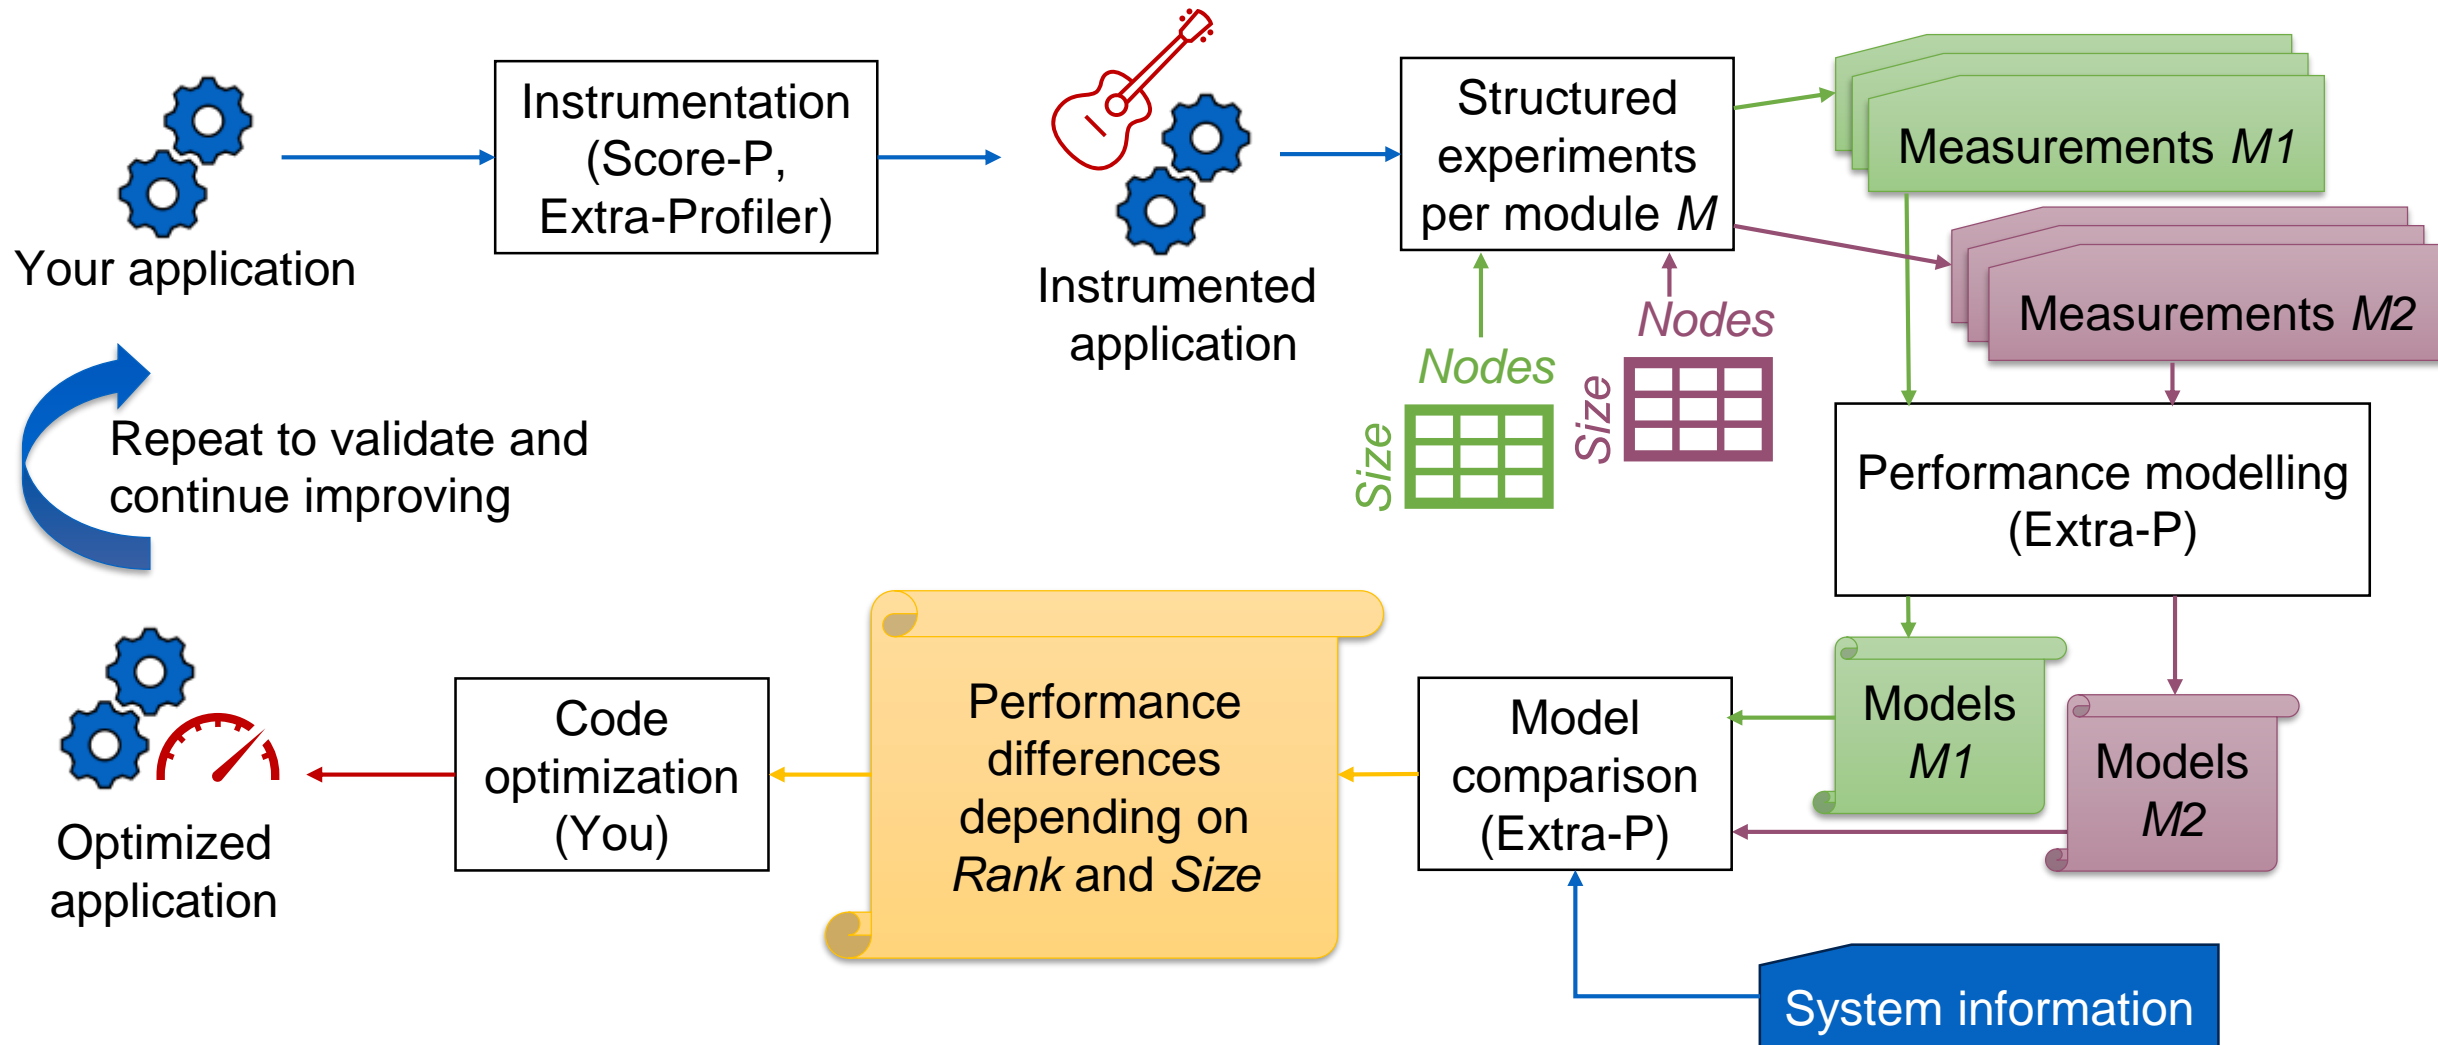 Your application
Instrumentation
(Score-P,
Extra-Profiler)
Instrumented
application
Structured
experiments
per module M
Nodes
Size
Nodes
Size
Measurements M1
Measurements M2
Performance modelling
(Extra-P)
Models
M1
Models
M2
Model
comparison
(Extra-P)
System information
Performance
differences
depending on
Rank and Size
Code
optimization
(You)
Optimized
application
Repeat to validate and
continue improving